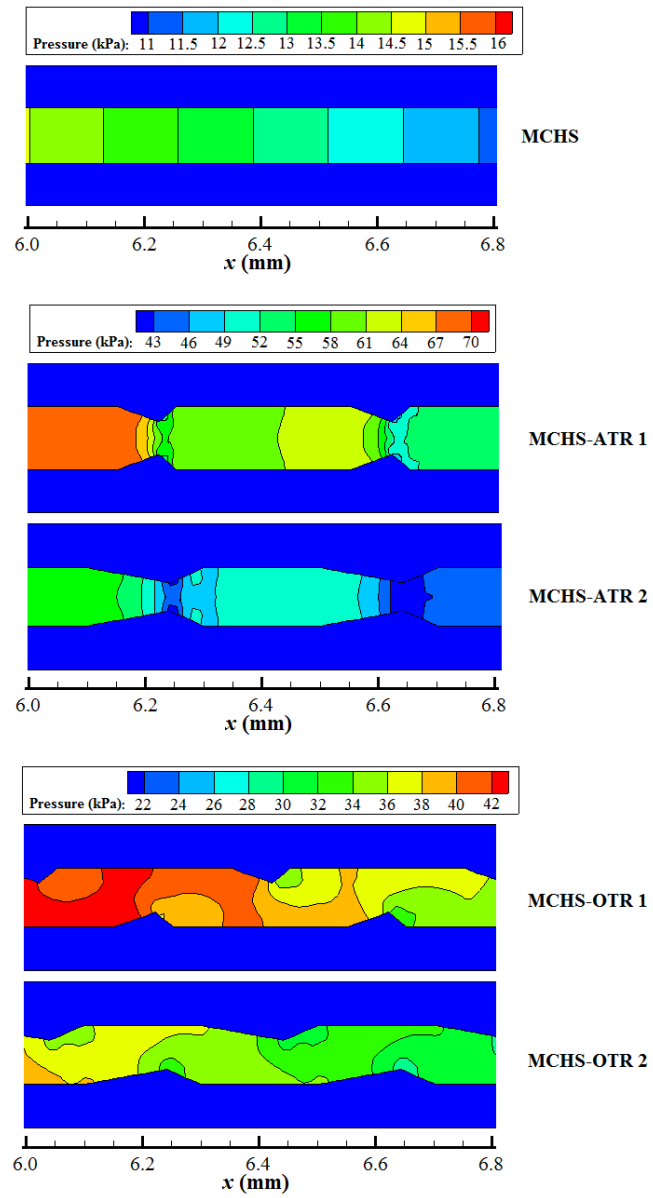 Pressure (kPa): 11 11.5 12 12.5 13 13.5 14 14.5 15 15.5 16
MCHS
6.0 6.2 6.4 6.6 6.8
x (mm)
Pressure (kPa): 43 46 49 52 55 58 61 64 67 70
MCHS-ATR 1
MCHS-ATR 2
6.0 6.2 6.4 6.6 6.8
x (mm)
Pressure (kPa): 22 24 26 28 30 32 34 36 38 40 42
MCHS-OTR 1
MCHS-OTR 2
6.0 6.2 6.4 6.6 6.8
x (mm)